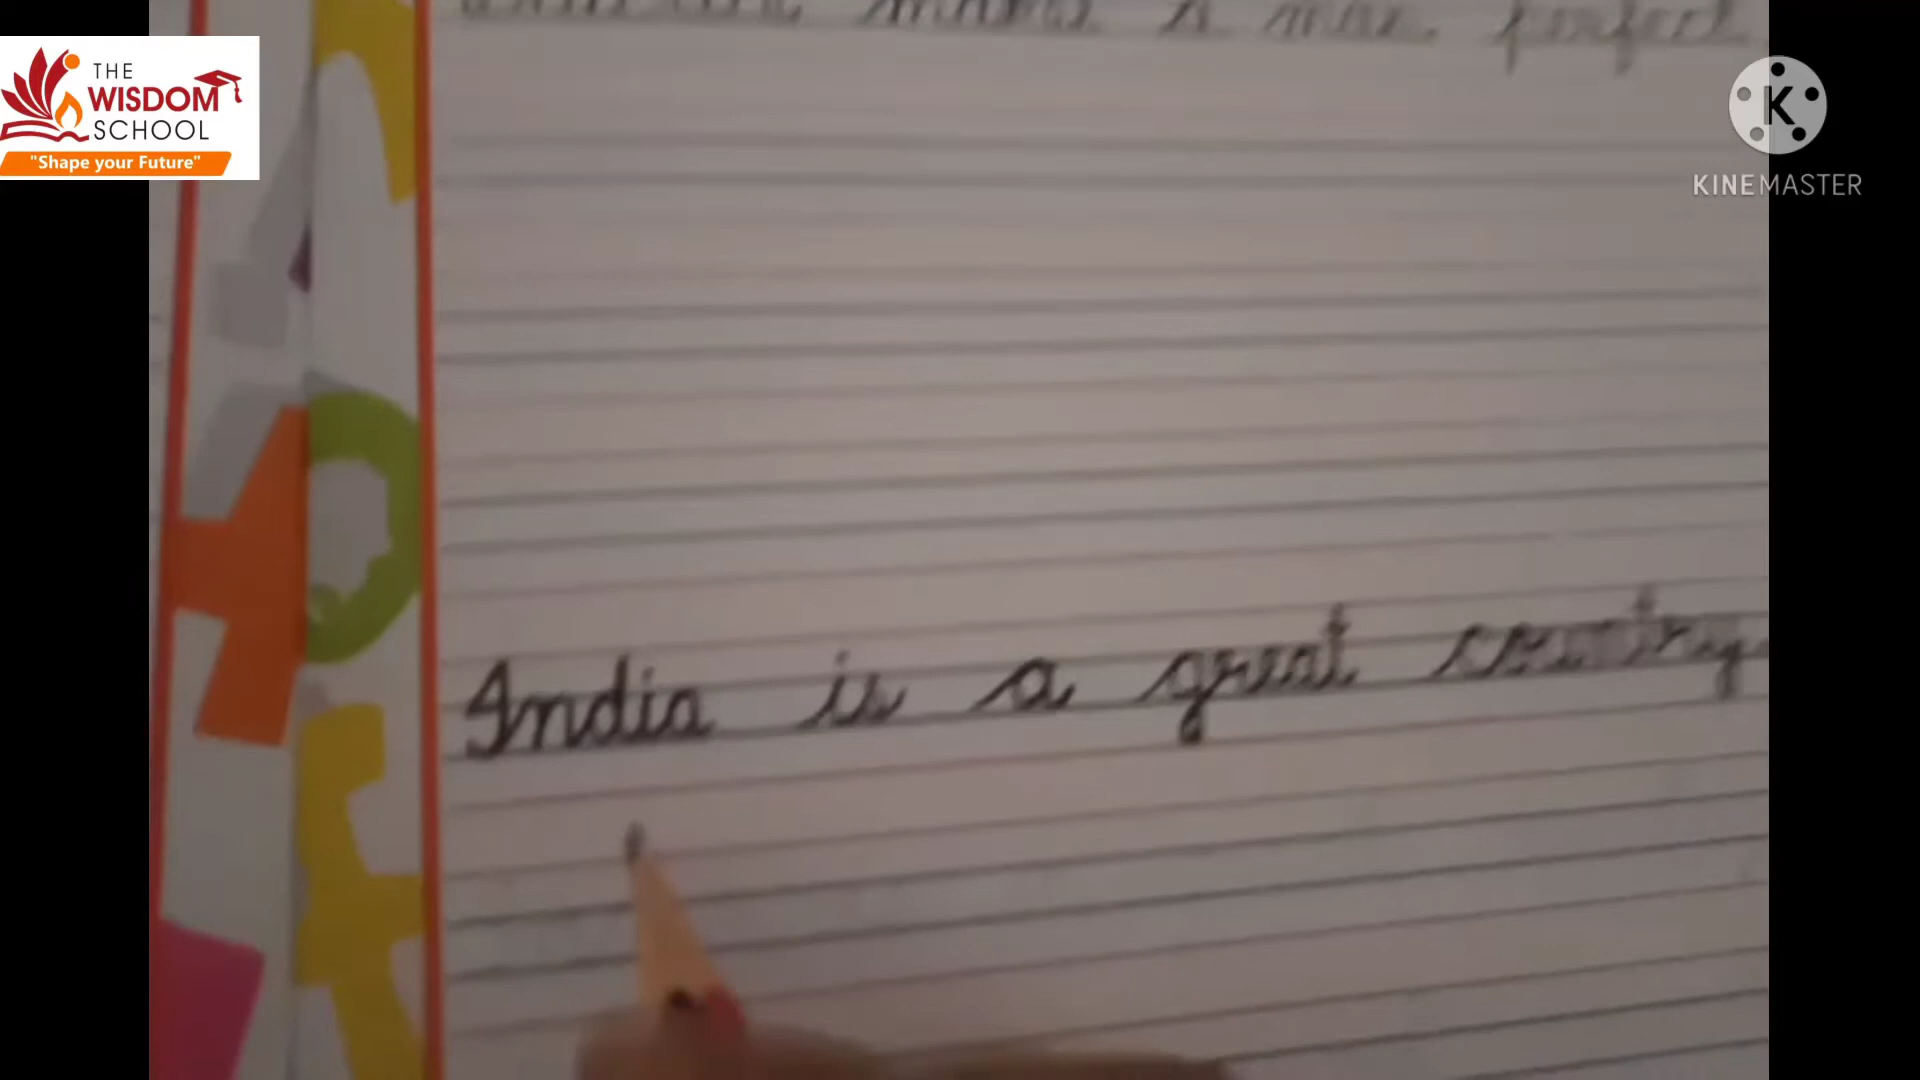 makes a man perfect
THE
WISDOM
SCHOOL
"Shape your Future"
K
KINEMASTER
India is a great country.